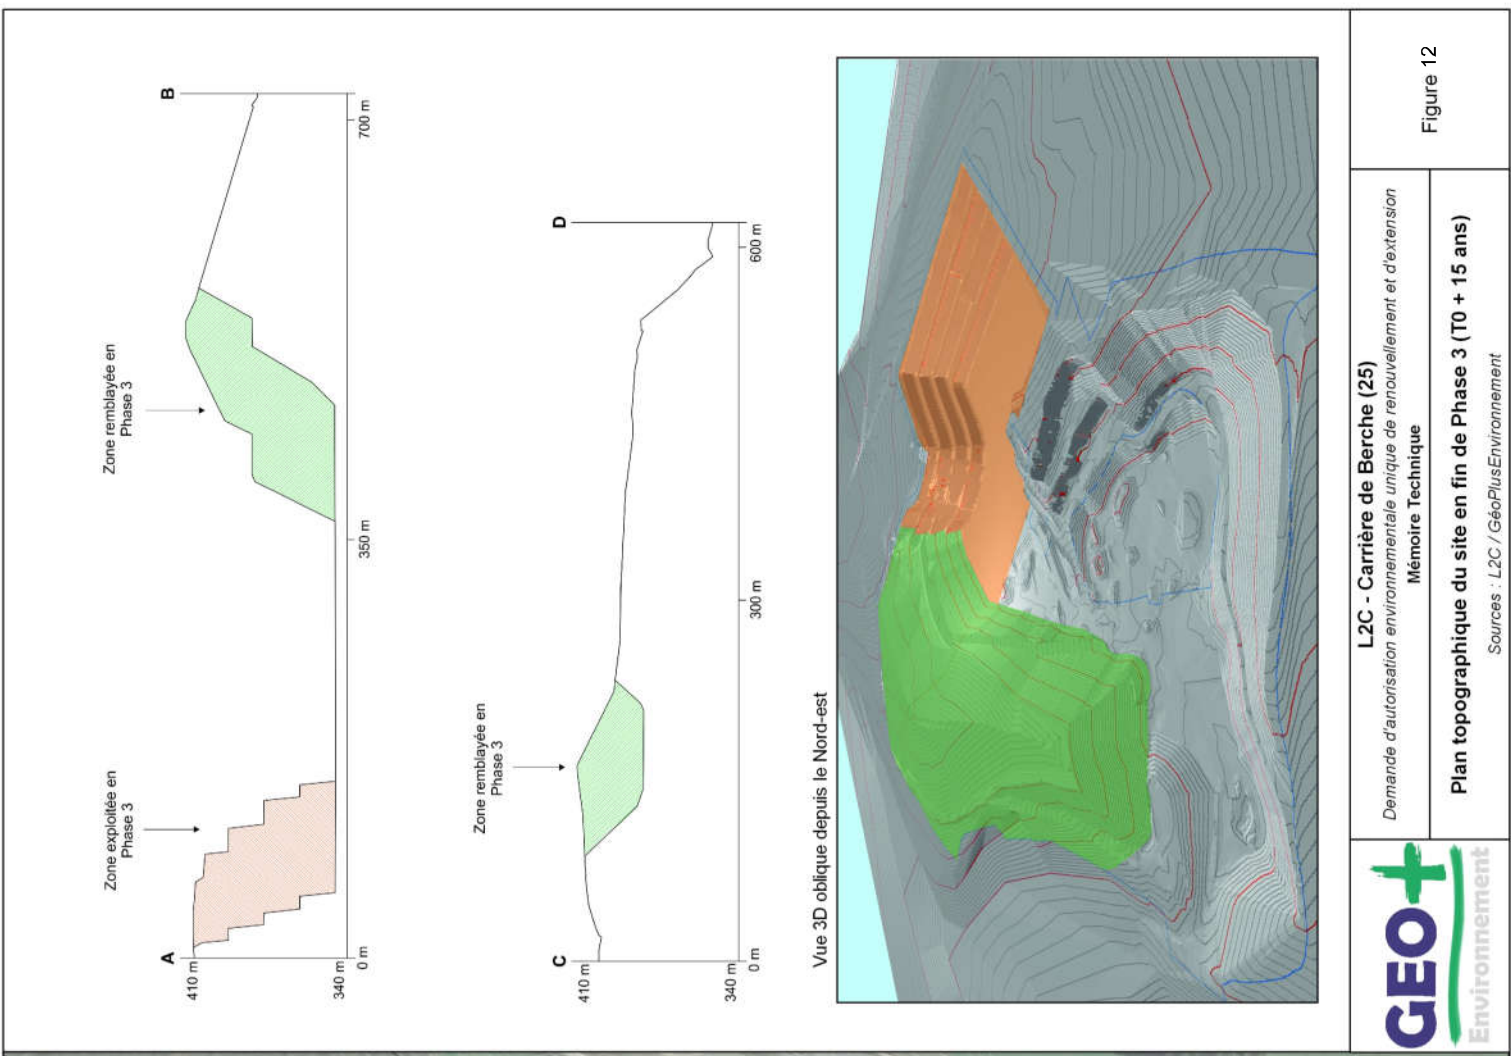 Zone exploitée en
Phase 3
Zone remblayée en
Phase 3
A
B
410 m
340 m
0 m
350 m
700 m
Zone remblayée en
Phase 3
C
D
410 m
340 m
0 m
300 m
600 m
Vue 3D oblique depuis le Nord-est
GEO+
Environnement
L2C - Carrière de Berche (25)
Demande d'autorisation environnementale unique de renouvellement et d'extension
Mémoire Technique
Plan topographique du site en fin de Phase 3 (T0 + 15 ans)
Sources : L2C / GéoPlusEnvironnement
Figure 12